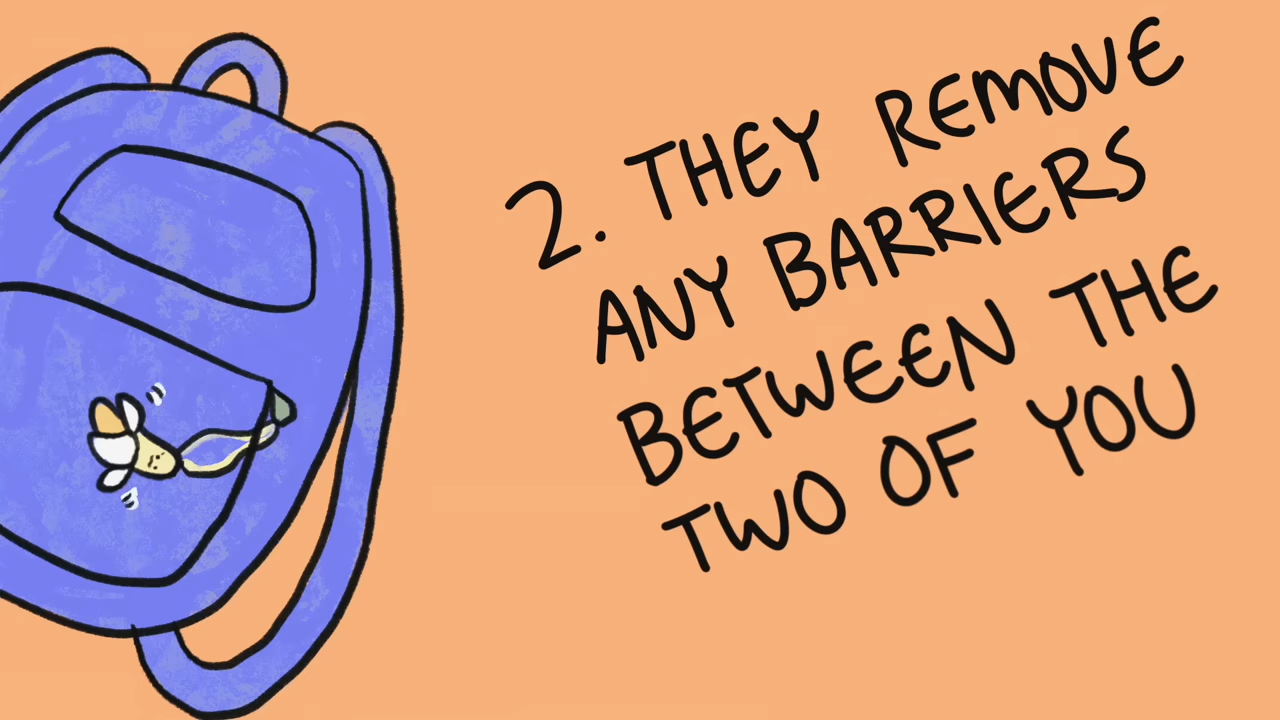 2. THEY REMOVE
ANY BARRIERS
BETWEEN THE
TWO OF YOU